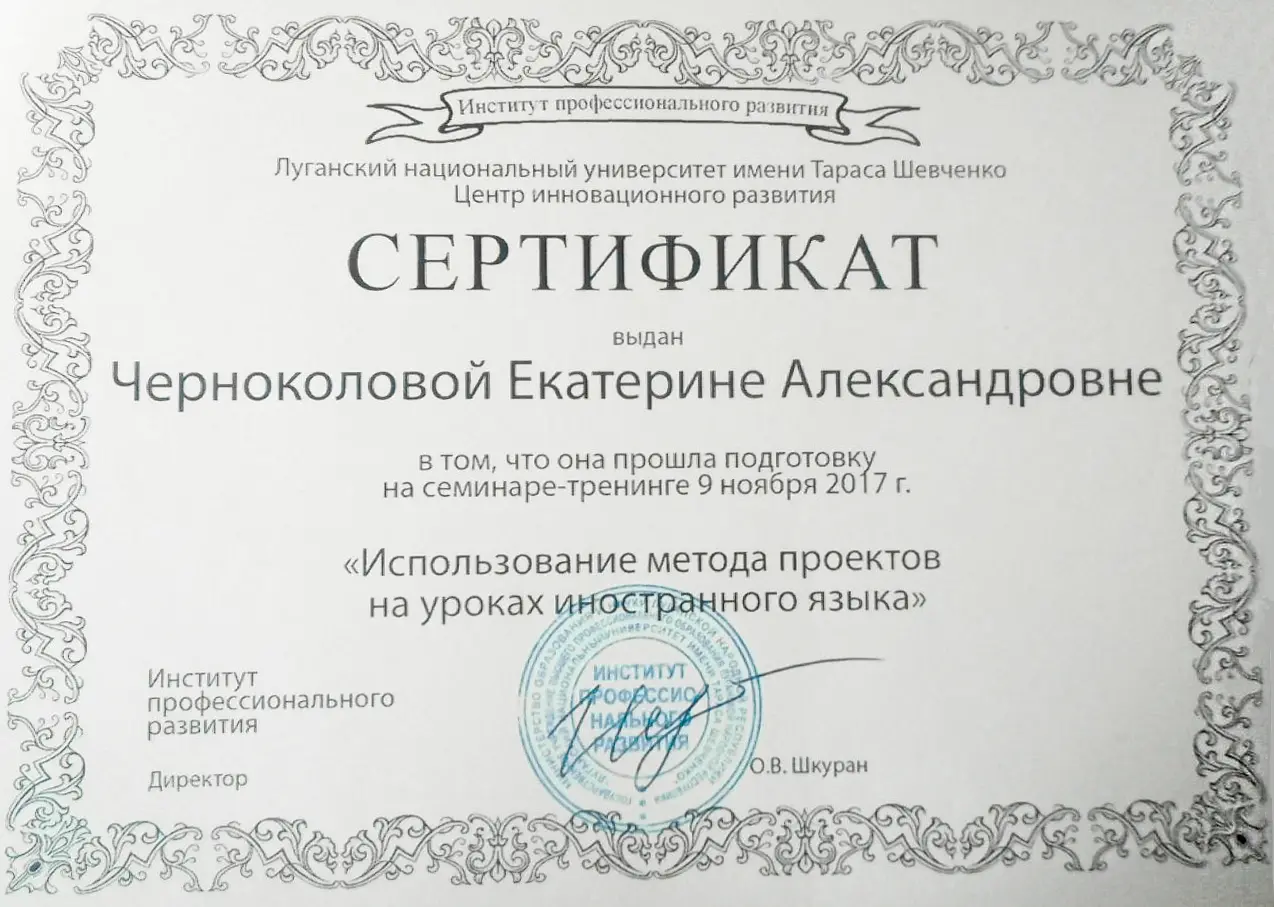 Институт профессионального развития
Луганский национальный университет имени Тараса Шевченко
Центр инновационного развития
СЕРТИФИКАТ
выдан
Черноколовой Екатерине Александровне
в том, что она прошла подготовку
на семинаре-тренинге 9 ноября 2017 г.
«Использование метода проектов
на уроках иностранного языка»
Институт
профессионального
развития
Директор
ИНСТИТУТ
ПРОФЕССИО
НАЛЬНОГО
РАЗВИТИЯ
О.В. Шкуран